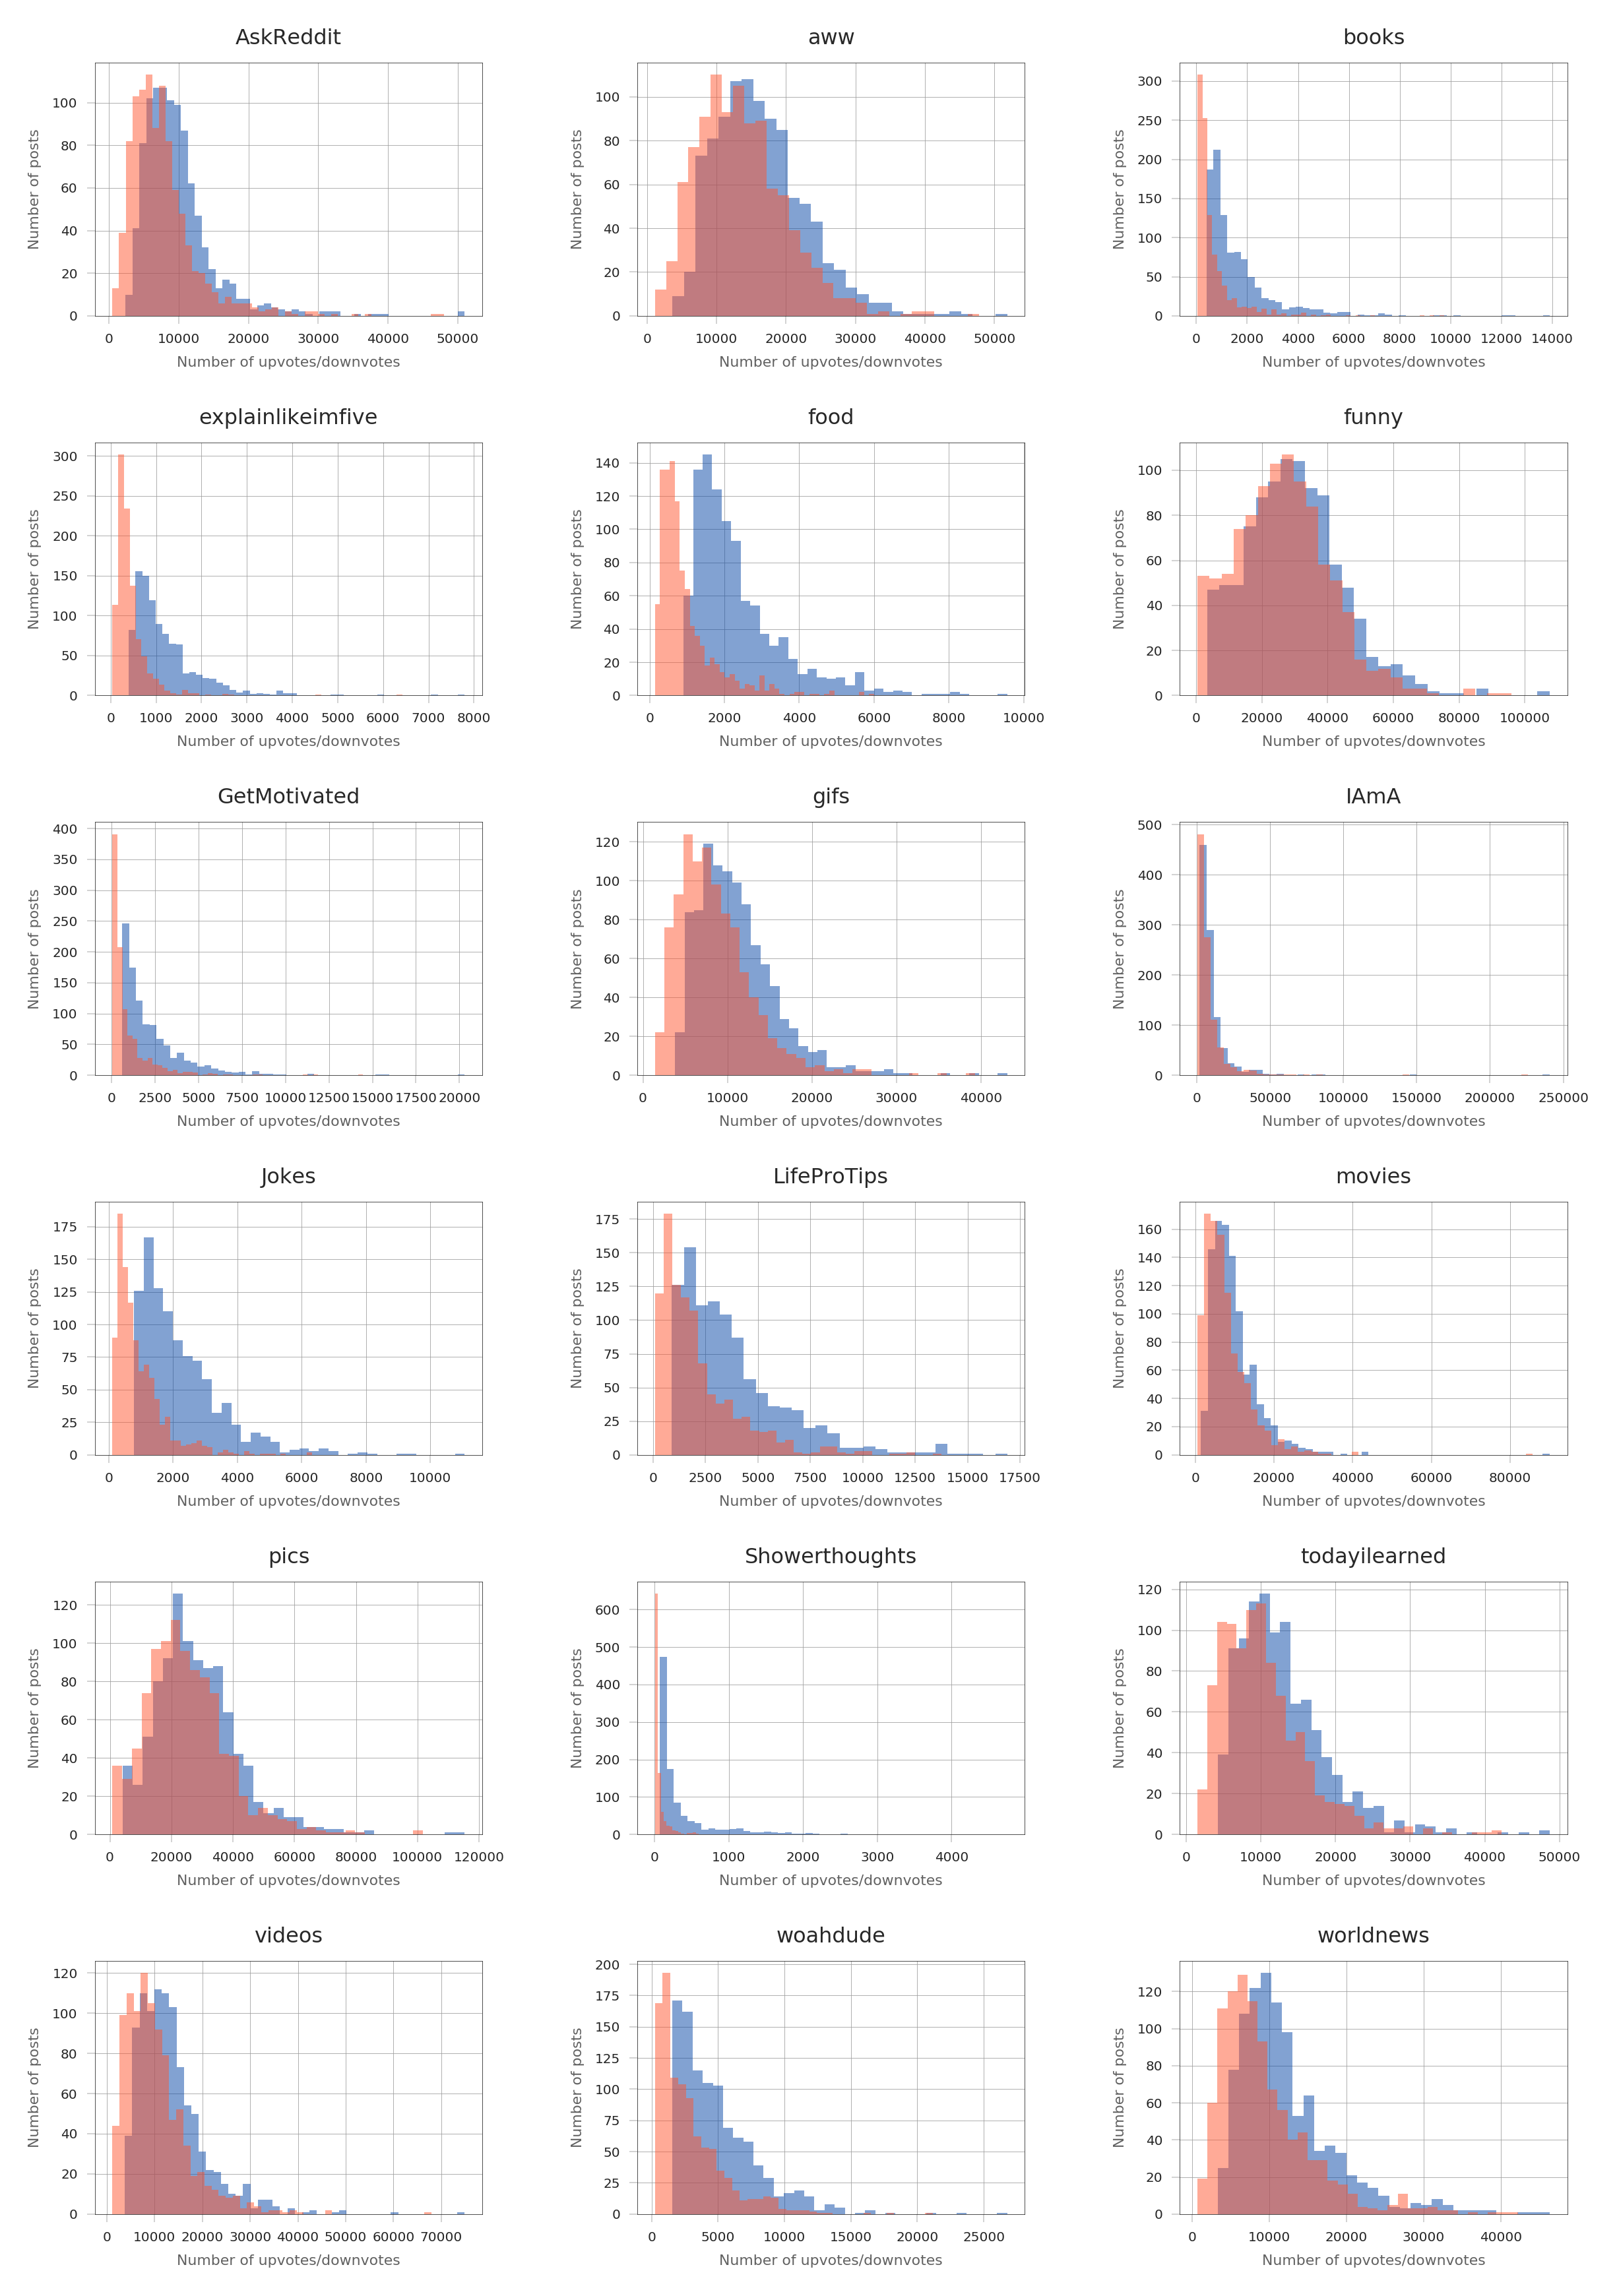 AskReddit
Number of posts
100
80
60
40
20
0
0 10000 20000 30000 40000 50000
Number of upvotes/downvotes
aww
Number of posts
100
80
60
40
20
0
0 10000 20000 30000 40000 50000
Number of upvotes/downvotes
books
Number of posts
300
250
200
150
100
50
0
0 2000 4000 6000 8000 10000 12000 14000
Number of upvotes/downvotes
explainlikeimfive
Number of posts
300
250
200
150
100
50
0
0 1000 2000 3000 4000 5000 6000 7000 8000
Number of upvotes/downvotes
food
Number of posts
140
120
100
80
60
40
20
0
0 2000 4000 6000 8000 10000
Number of upvotes/downvotes
funny
Number of posts
100
80
60
40
20
0
0 20000 40000 60000 80000 100000
Number of upvotes/downvotes
GetMotivated
Number of posts
400
350
300
250
200
150
100
50
0
0 2500 5000 7500 10000 12500 15000 17500 20000
Number of upvotes/downvotes
gifs
Number of posts
120
100
80
60
40
20
0
0 10000 20000 30000 40000
Number of upvotes/downvotes
IAmA
Number of posts
500
400
300
200
100
0
0 50000 100000 150000 200000 250000
Number of upvotes/downvotes
Jokes
Number of posts
175
150
125
100
75
50
25
0
0 2000 4000 6000 8000 10000
Number of upvotes/downvotes
LifeProTips
Number of posts
175
150
125
100
75
50
25
0
0 2500 5000 7500 10000 12500 15000 17500
Number of upvotes/downvotes
movies
Number of posts
160
140
120
100
80
60
40
20
0
0 20000 40000 60000 80000
Number of upvotes/downvotes
pics
Number of posts
120
100
80
60
40
20
0
0 20000 40000 60000 80000 100000 120000
Number of upvotes/downvotes
Showerthoughts
Number of posts
600
500
400
300
200
100
0
0 1000 2000 3000 4000
Number of upvotes/downvotes
todayilearned
Number of posts
120
100
80
60
40
20
0
0 10000 20000 30000 40000 50000
Number of upvotes/downvotes
videos
Number of posts
120
100
80
60
40
20
0
0 10000 20000 30000 40000 50000 60000 70000
Number of upvotes/downvotes
woahdude
Number of posts
200
175
150
125
100
75
50
25
0
0 5000 10000 15000 20000 25000
Number of upvotes/downvotes
worldnews
Number of posts
120
100
80
60
40
20
0
0 10000 20000 30000 40000
Number of upvotes/downvotes